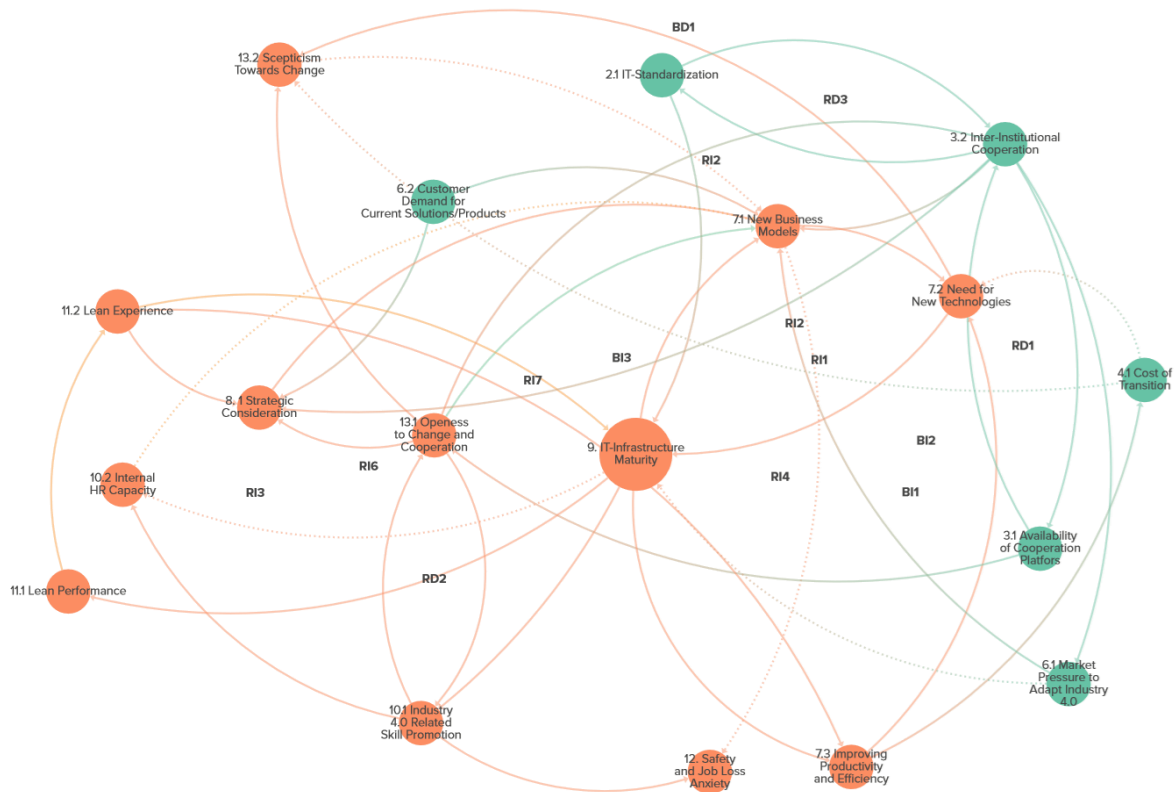 BD1
13.2 Scepticism
Towards Change
2.1 IT-Standardization
RD3
3.2 Inter-Institutional
Cooperation
RI2
6.2 Customer
Demand for
Current Solutions/Products
7.1 New Business
Models
7.2 Need for
New Technologies
11.2 Lean Experience
RI2
RI1
RD1
BI3
RI7
4.1 Cost of
Transition
8. 1 Strategic
Consideration
13.1 Openess
to Change and
Cooperation
9. IT-Infrastructure
Maturity
BI2
RI6
10.2 Internal
HR Capacity
RI3
RI4
BI1
3.1 Availability
of Cooperation
Platfors
11.1 Lean Performance
RD2
6.1 Market
Pressure to
Adapt Industry
4.0
10.1 Industry
4.0 Related
Skill Promotion
12. Safety
and Job Loss
Anxiety
7.3 Improving
Productivity
and Efficiency